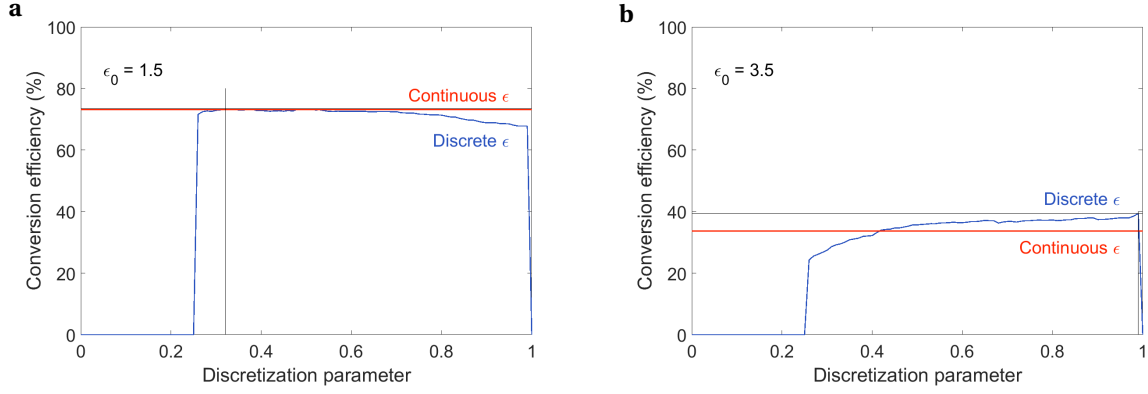 a
100
80
60
40
20
0
Conversion efficiency (%)
ϵ0 = 1.5
Continuous ϵ
Discrete ϵ
0 0.2 0.4 0.6 0.8 1
Discretization parameter
b
100
80
60
40
20
0
Conversion efficiency (%)
ϵ0 = 3.5
Discrete ϵ
Continuous ϵ
0 0.2 0.4 0.6 0.8 1
Discretization parameter